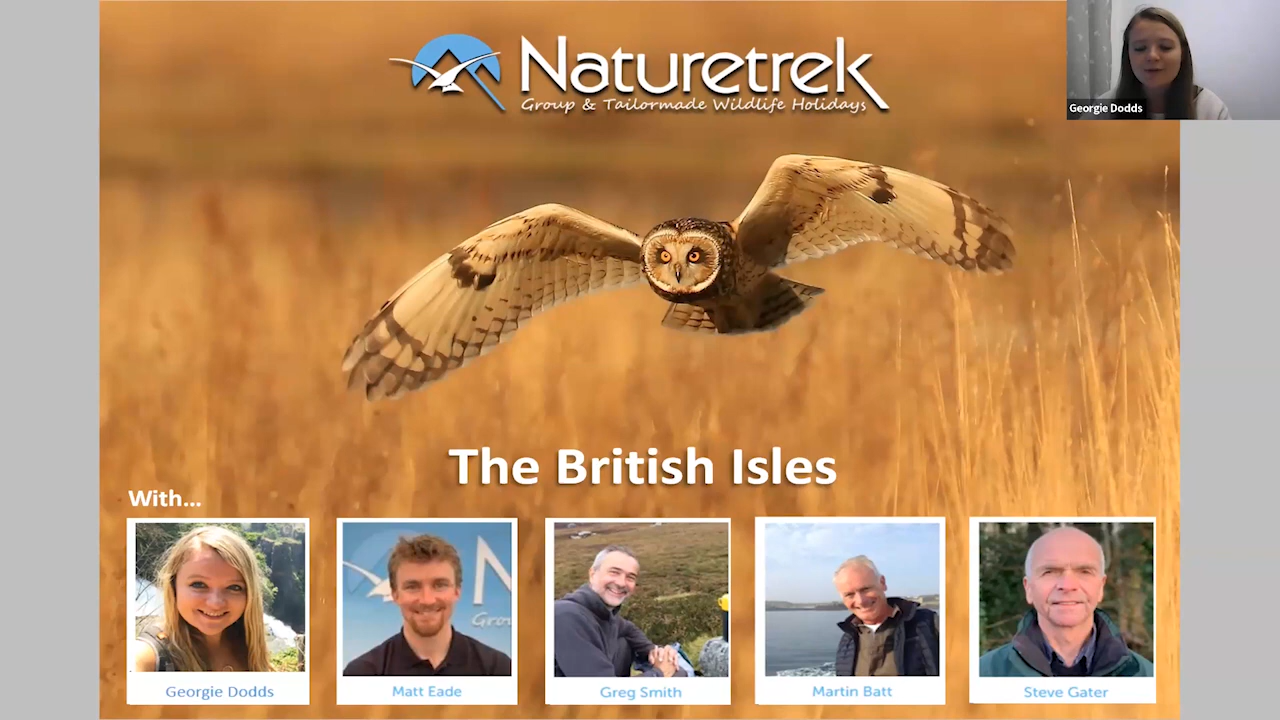 Naturetrek
Group & Tailormade Wildlife Holidays
Georgie Dodds
The British Isles
With...
Georgie Dodds
Matt Eade
Greg Smith
Martin Batt
Steve Gater